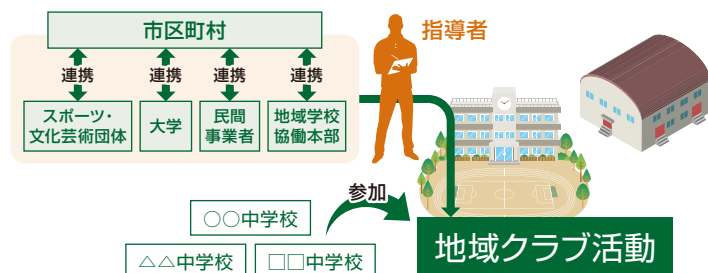 市区町村
指導者
連携
連携
連携
連携
スポーツ・
文化芸術団体
大学
民間
事業者
地域学校
協働本部
参加
○○中学校
△△中学校
□□中学校
地域クラブ活動